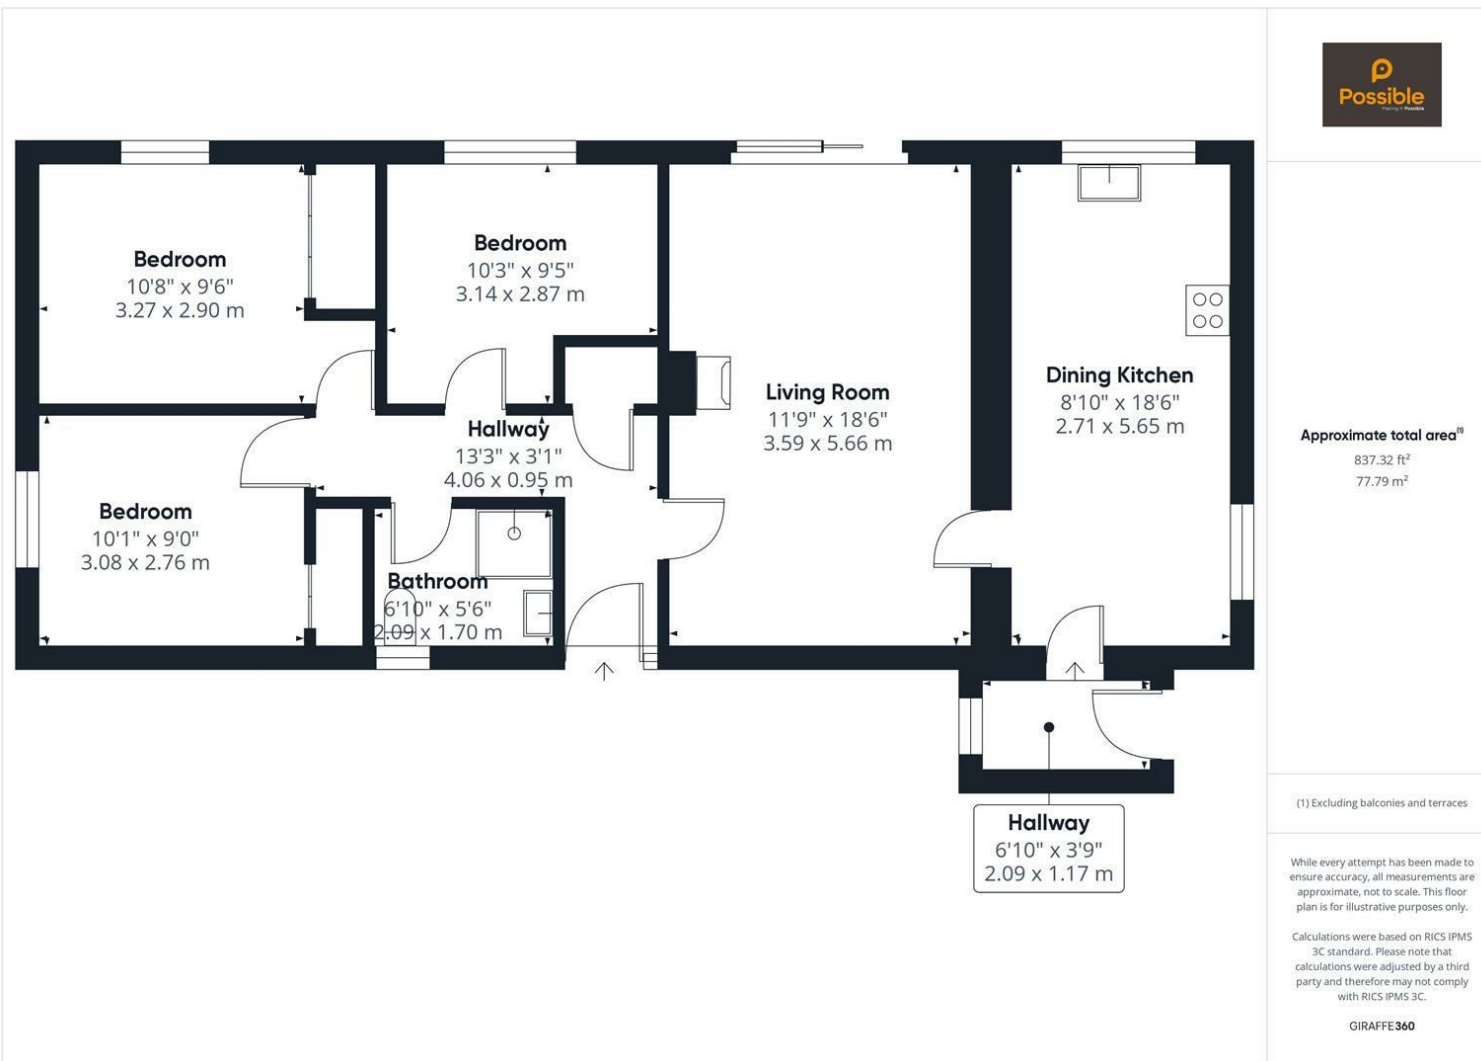 Possible
Making it Possible
Bedroom
10'8" x 9'6"
3.27 x 2.90 m
Bedroom
10'3" x 9'5"
3.14 x 2.87 m
Living Room
11'9" x 18'6"
3.59 x 5.66 m
Dining Kitchen
8'10" x 18'6"
2.71 x 5.65 m
Hallway
13'3" x 3'1"
4.06 x 0.95 m
Bedroom
10'1" x 9'0"
3.08 x 2.76 m
Bathroom
6'10" x 5'6"
2.09 x 1.70 m
Hallway
6'10" x 3'9"
2.09 x 1.17 m
Approximate total area(1)
837.32 ft²
77.79 m²
(1) Excluding balconies and terraces
While every attempt has been made to
ensure accuracy, all measurements are
approximate, not to scale. This floor
plan is for illustrative purposes only.
Calculations were based on RICS IPMS
3C standard. Please note that
calculations were adjusted by a third
party and therefore may not comply
with RICS IPMS 3C.
GIRAFFE360